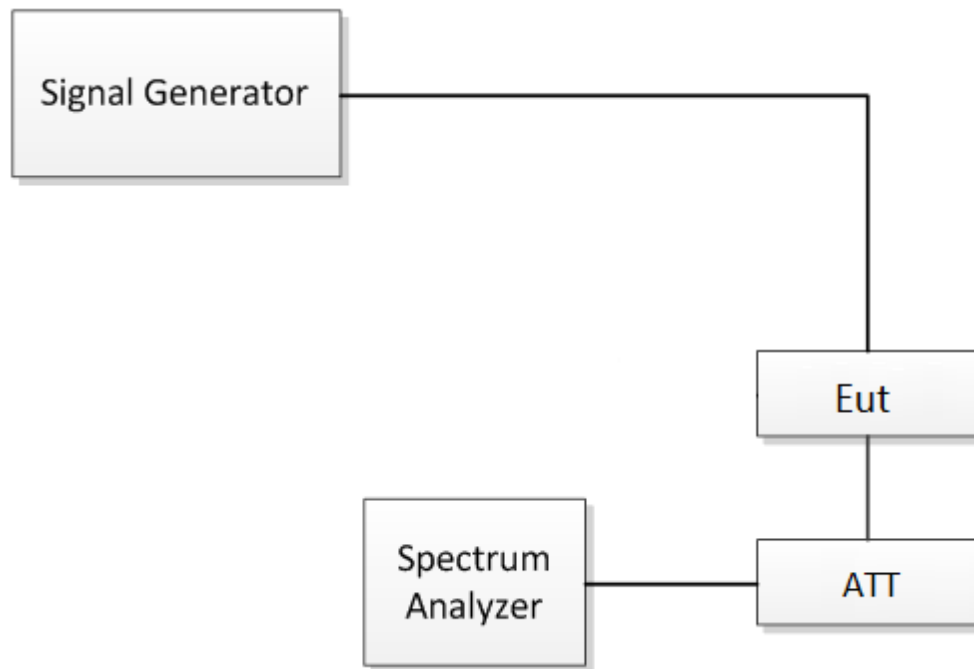 Signal Generator
Eut
Spectrum
Analyzer
ATT